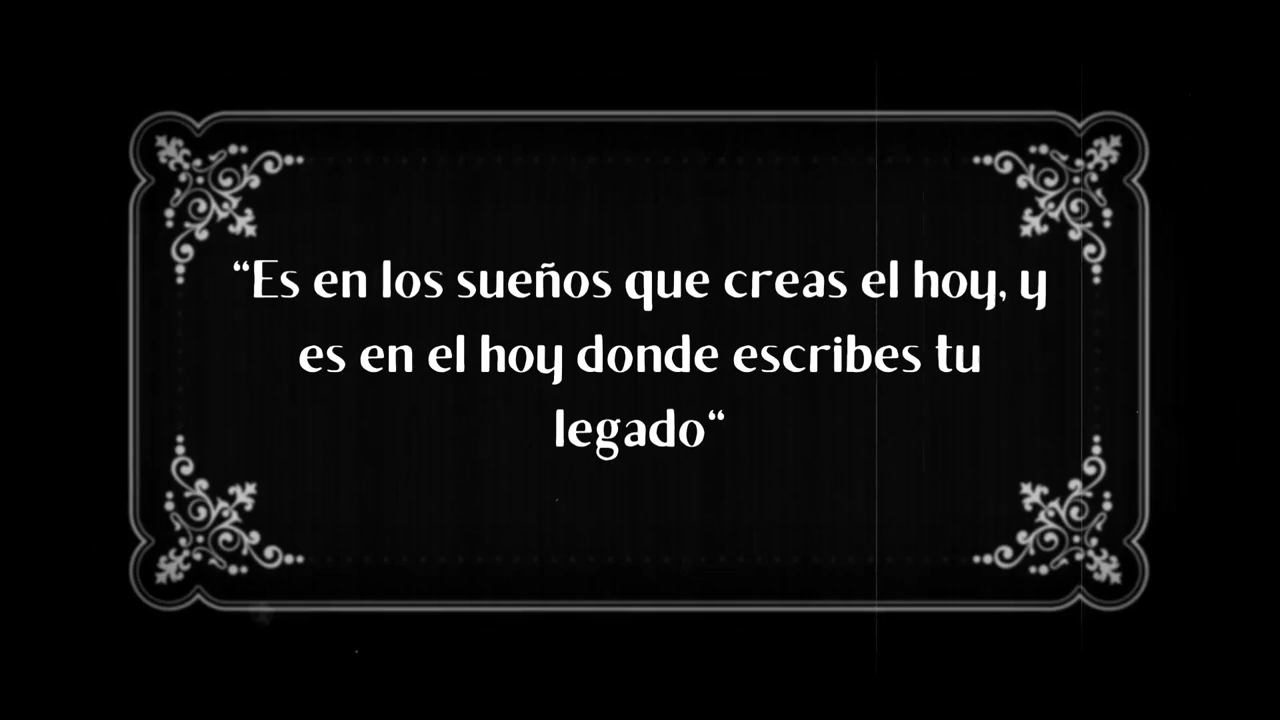 “Es en los sueños que creas el hoy, y
es en el hoy donde escribes tu
legado“